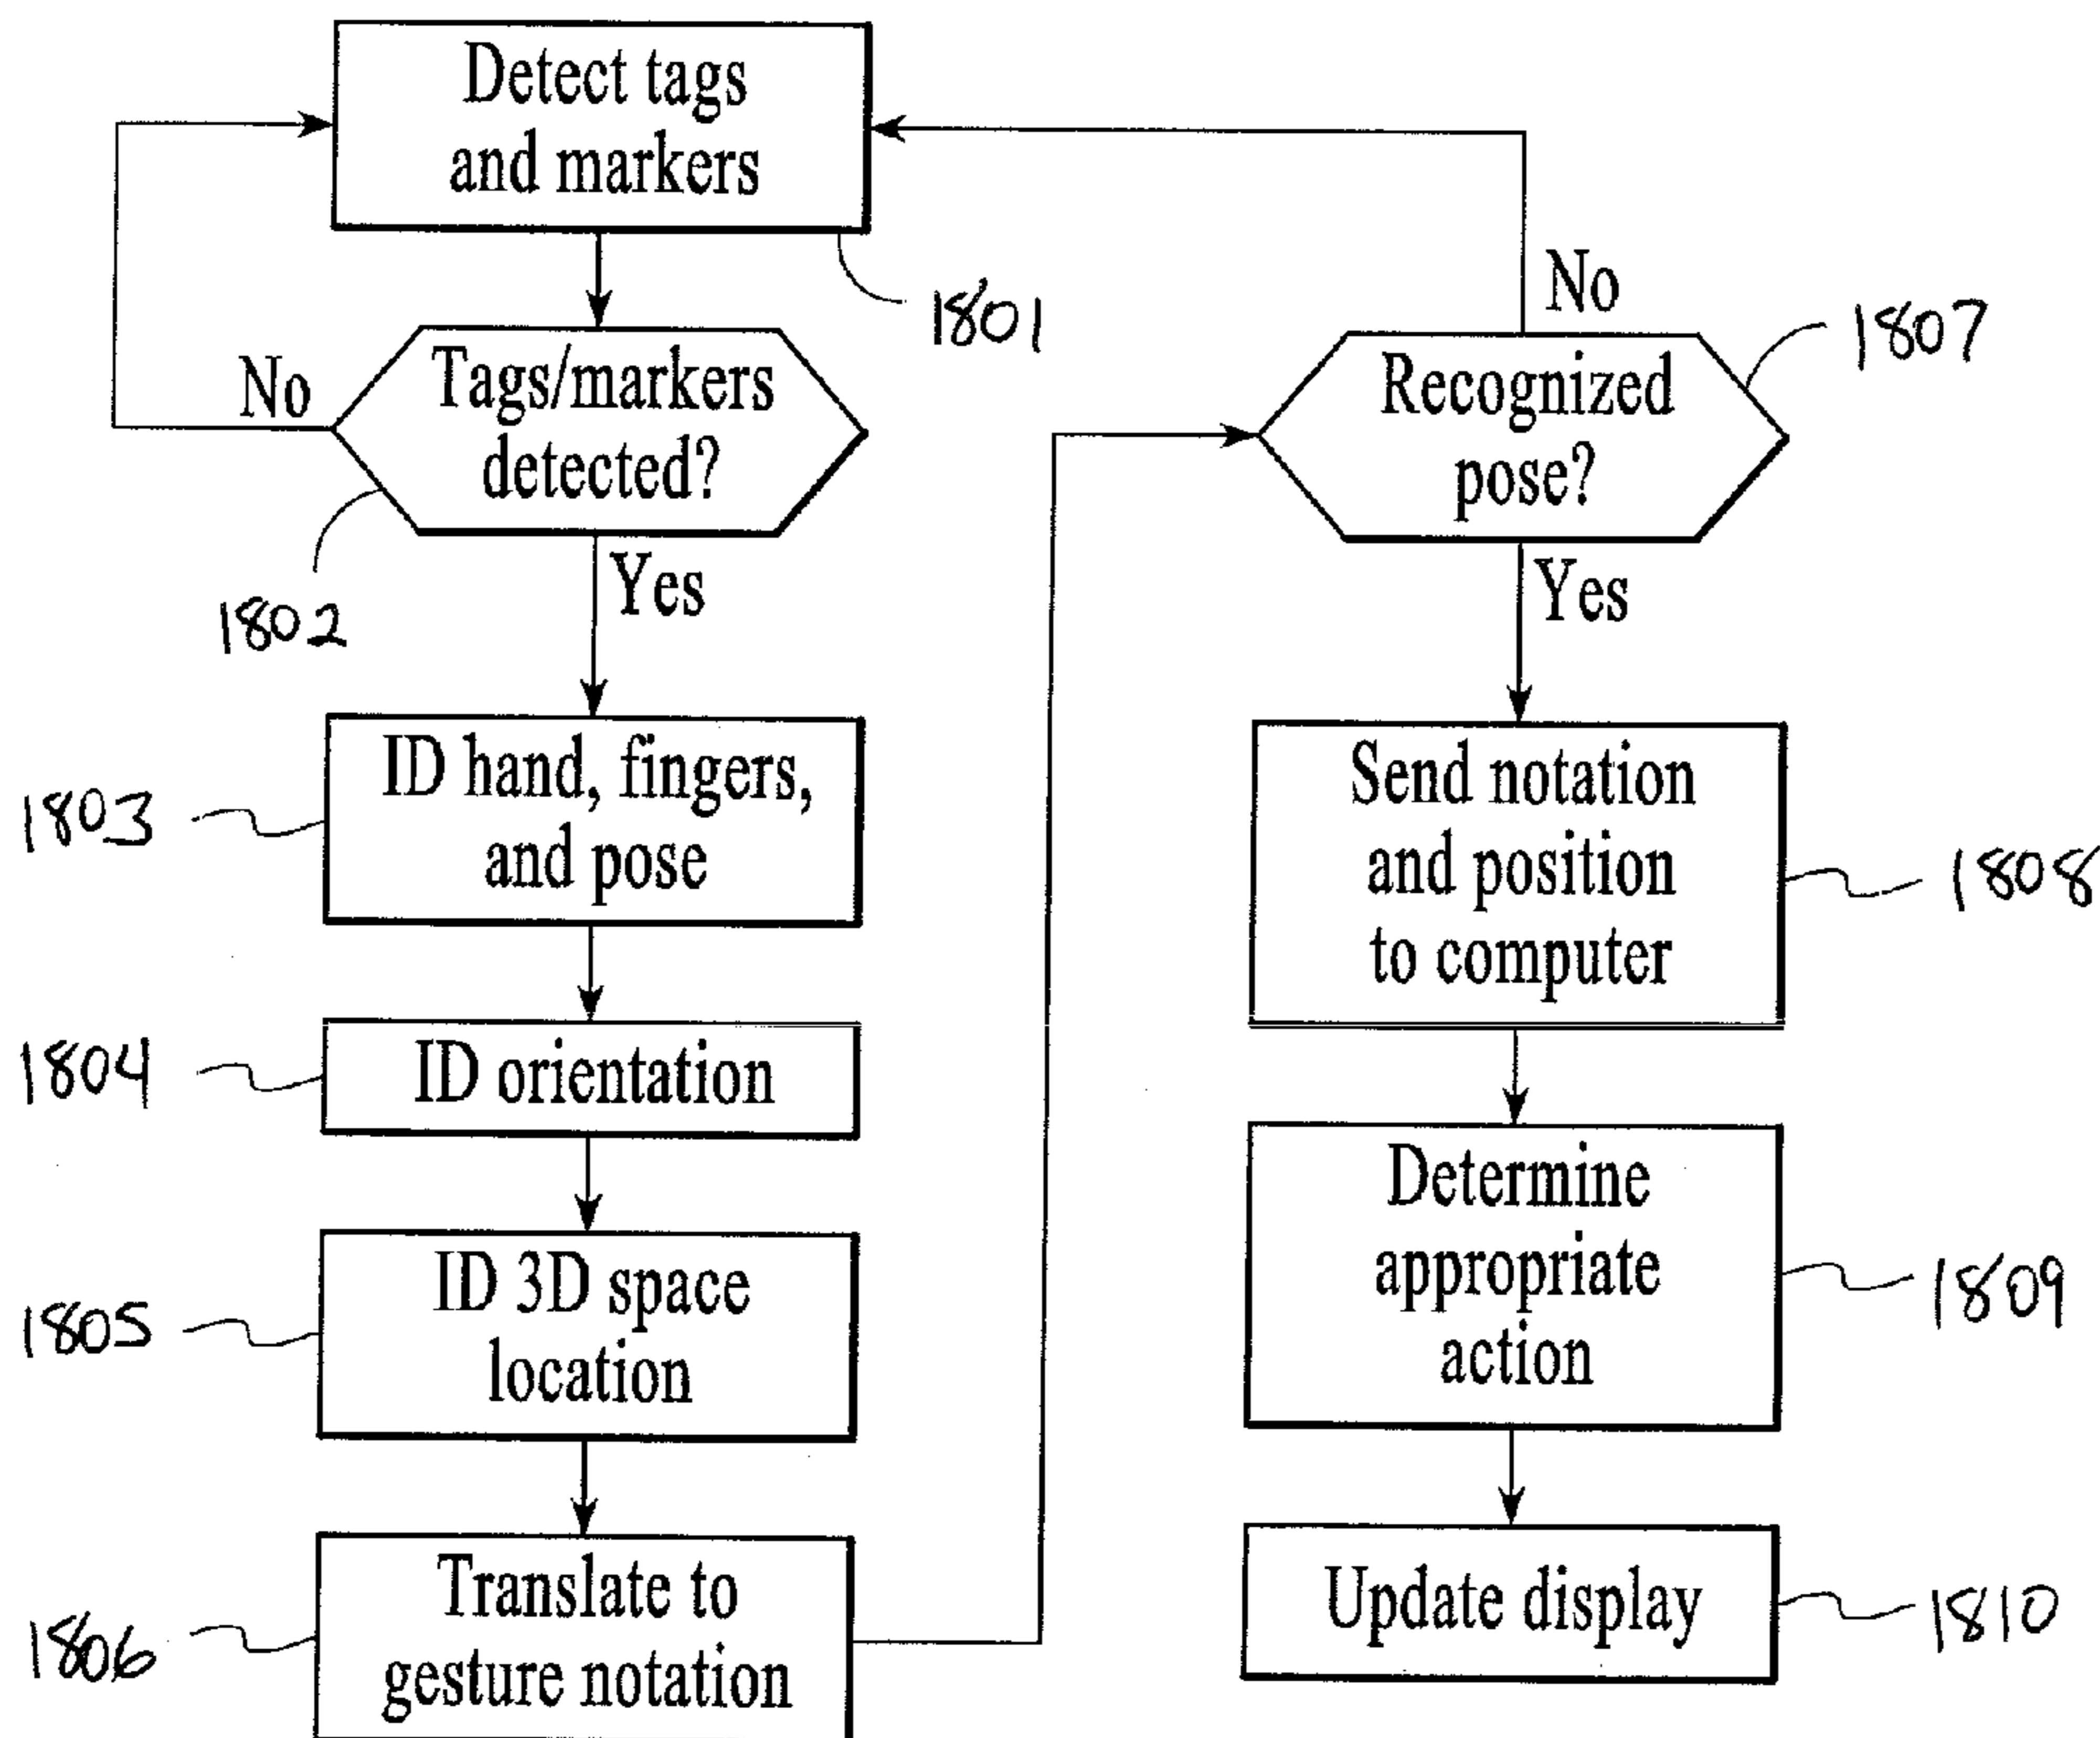 Detect tags
and markers
1801
Tags/markers
detected?
No
Yes
1802
ID hand, fingers,
and pose
1803
ID orientation
1804
ID 3D space
location
1805
Translate to
gesture notation
1806
Recognized
pose?
No
Yes
1807
Send notation
and position
to computer
1808
Determine
appropriate
action
1809
Update display
1810